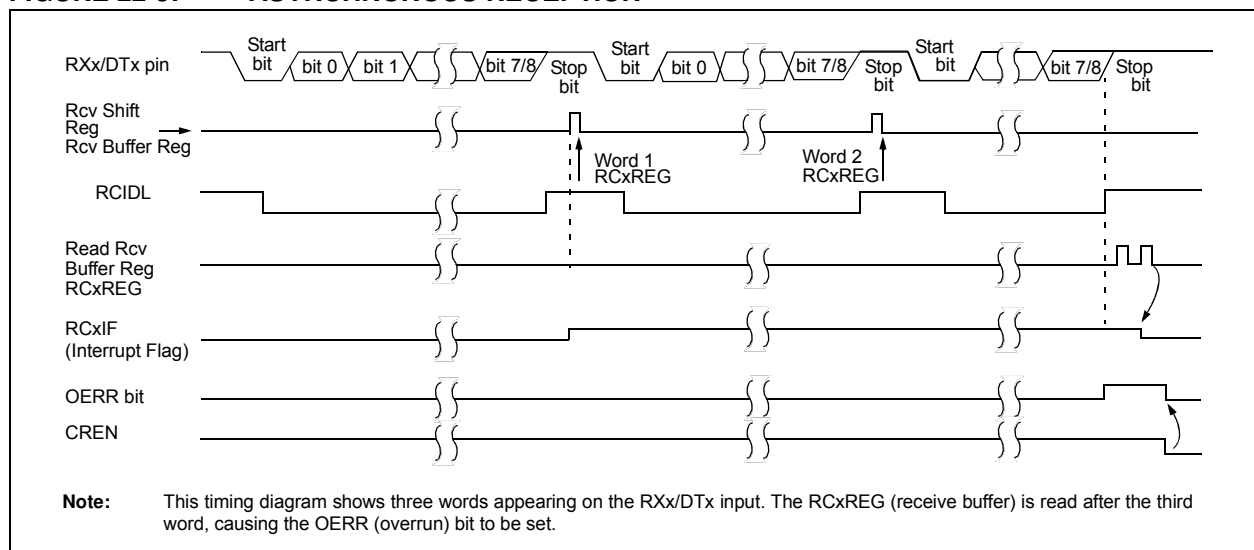 Start bit
bit 0
bit 1
bit 7/8
Stop bit
Start bit
bit 0
bit 7/8
Stop bit
Start bit
bit 7/8
Stop bit
RXx/DTx pin
Rcv Shift
Reg
Rcv Buffer Reg
Word 1
RCxREG
Word 2
RCxREG
RCIDL
Read Rcv
Buffer Reg
RCxREG
RCxIF
(Interrupt Flag)
OERR bit
CREN
Note: This timing diagram shows three words appearing on the RXx/DTx input. The RCxREG (receive buffer) is read after the third
word, causing the OERR (overrun) bit to be set.